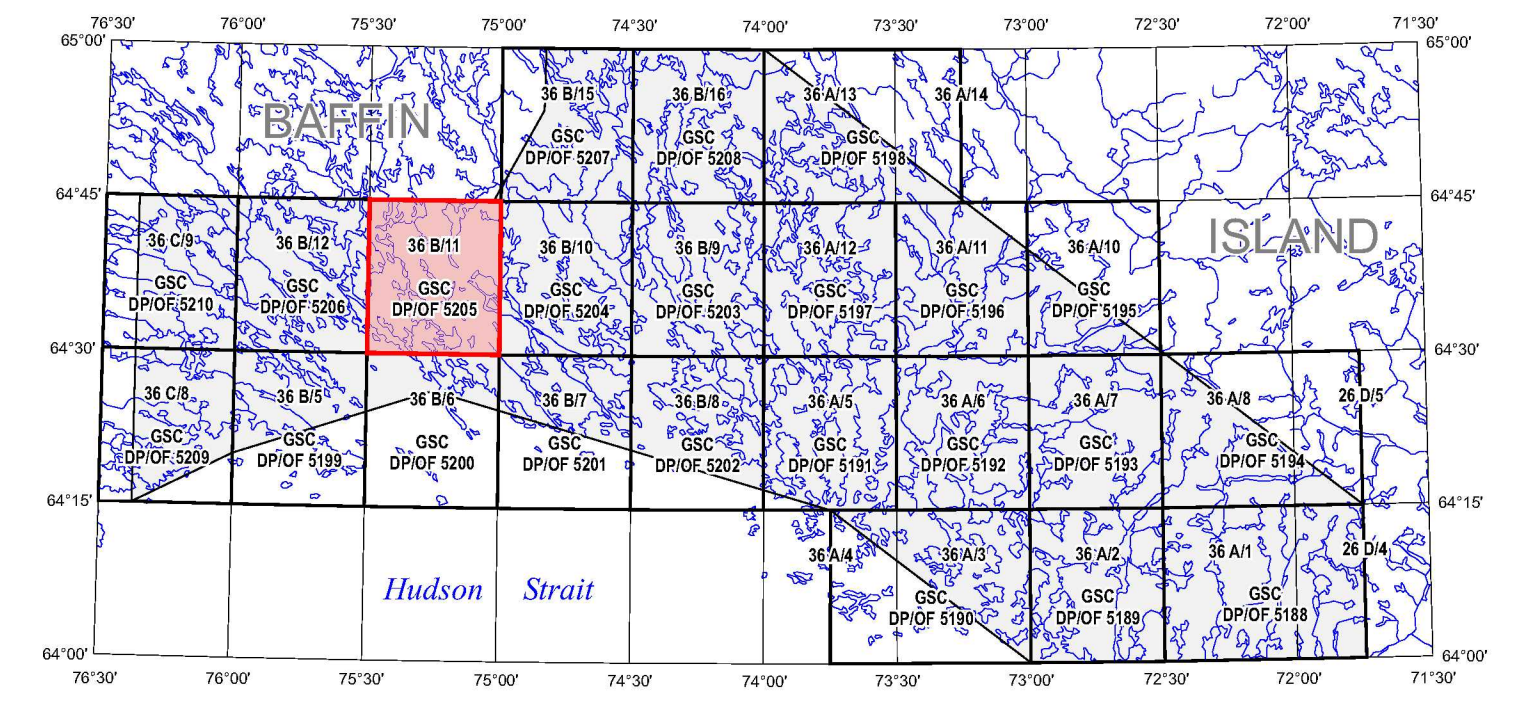 76°30′ 76°00′ 75°30′ 75°00′ 74°30′ 74°00′ 73°30′ 73°00′ 72°30′ 72°00′ 71°30′
65°00′ 65°00′
36 B/15 36 B/16 36 A/13 36 A/14
BAFFIN
GSC GSC GSC
DP/OF 5207 DP/OF 5208 DP/OF 5198
64°45′ 64°45′
ISLAND
36 C/9 36 B/12 36 B/11 36 B/10 36 B/9 36 A/12 36 A/11 36 A/10
GSC GSC GSC GSC GSC GSC GSC GSC
DP/OF 5210 DP/OF 5206 DP/OF 5205 DP/OF 5204 DP/OF 5203 DP/OF 5197 DP/OF 5196 DP/OF 5195
64°30′ 64°30′
36 C/8 36 B/5 36 B/6 36 B/7 36 B/8 36 A/5 36 A/6 36 A/7 36 A/8 26 D/5
GSC GSC GSC GSC GSC GSC GSC GSC GSC
DP/OF 5209 DP/OF 5199 DP/OF 5200 DP/OF 5201 DP/OF 5202 DP/OF 5191 DP/OF 5192 DP/OF 5193 DP/OF 5194
64°15′ 64°15′
36 A/4 36 A/3 36 A/2 36 A/1 26 D/4
Hudson Strait
GSC GSC GSC
DP/OF 5190 DP/OF 5189 DP/OF 5188
64°00′ 64°00′
76°30′ 76°00′ 75°30′ 75°00′ 74°30′ 74°00′ 73°30′ 73°00′ 72°30′ 72°00′ 71°30′